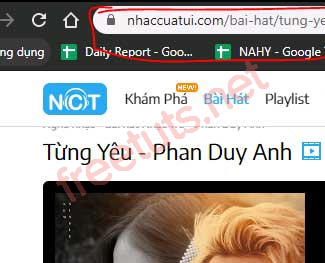 nhaccuatui.com/bai-hat/tung-ye
ng dụng Daily Report - Goo... NAHY - Google T
NCT Khám Phá NEW! Bài Hát Playlist
Từng Yêu - Phan Duy Anh
freetuts.net